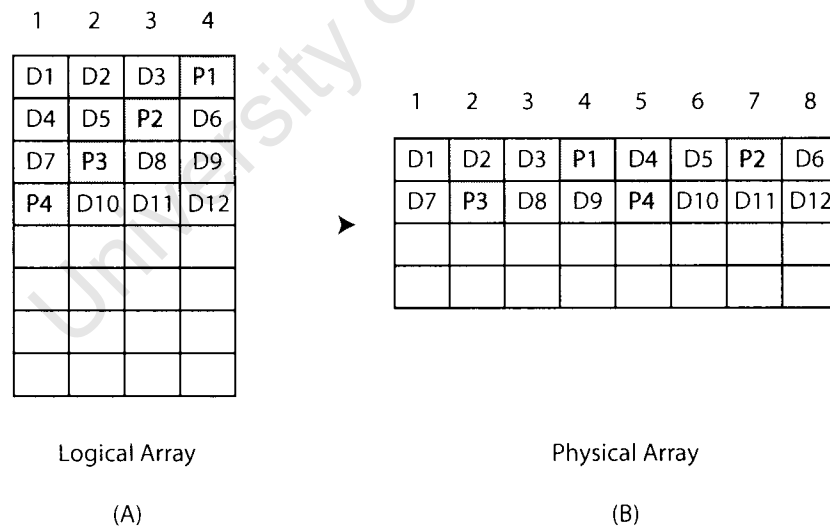 1 2 3 4
D1 D2 D3 P1
D4 D5 P2 D6
D7 P3 D8 D9
P4 D10 D11 D12
Logical Array
(A)
1 2 3 4 5 6 7 8
D1 D2 D3 P1 D4 D5 P2 D6
D7 P3 D8 D9 P4 D10 D11 D12
Physical Array
(B)
University